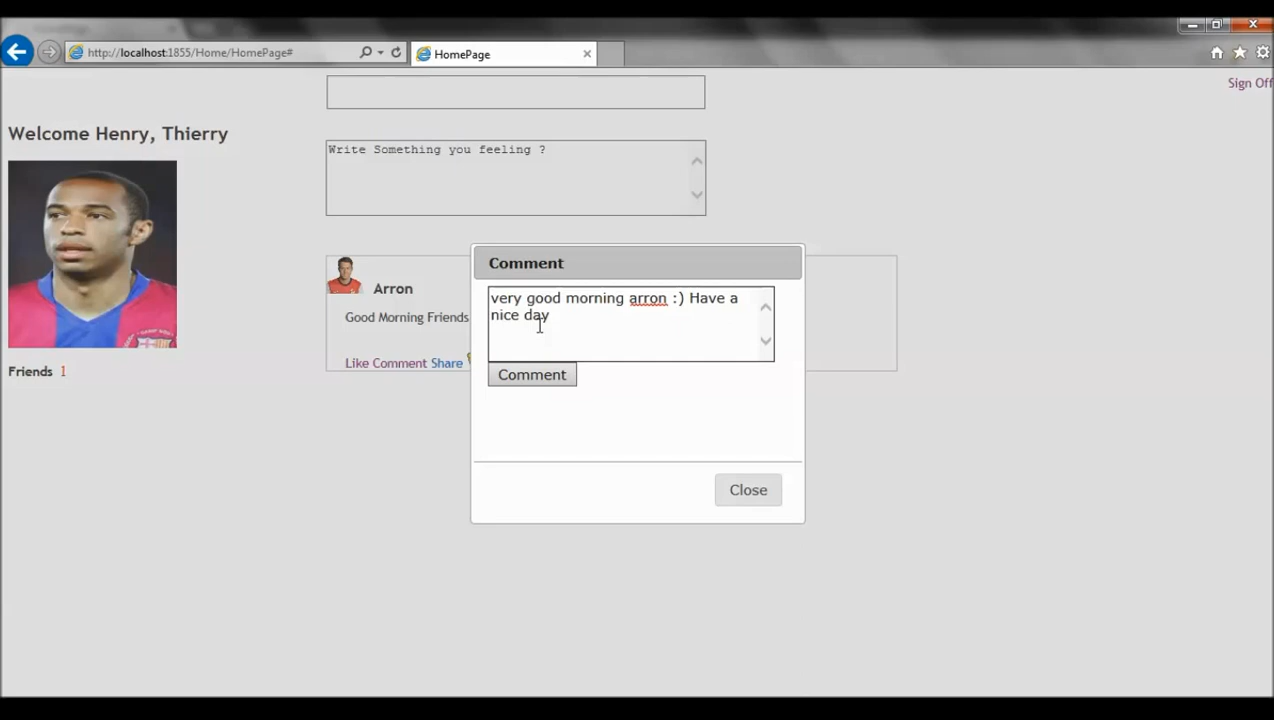 http://localhost:1855/Home/HomePage#
HomePage
Sign Off
Welcome Henry, Thierry
Write Something you feeling ?
Friends 1
Arron
Good Morning Friends
Like Comment Share
Comment
very good morning arron :) Have a
nice day
Comment
Close